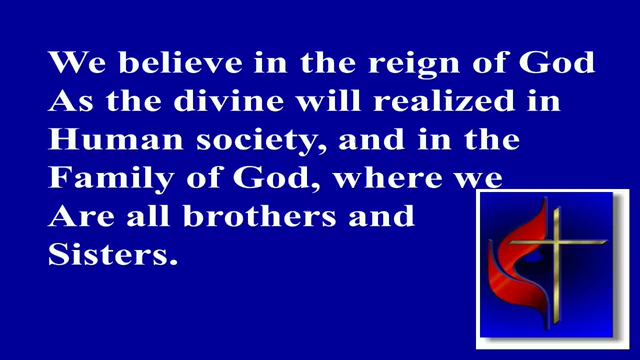 We believe in the reign of God
As the divine will realized in
Human society, and in the
Family of God, where we
Are all brothers and
Sisters.